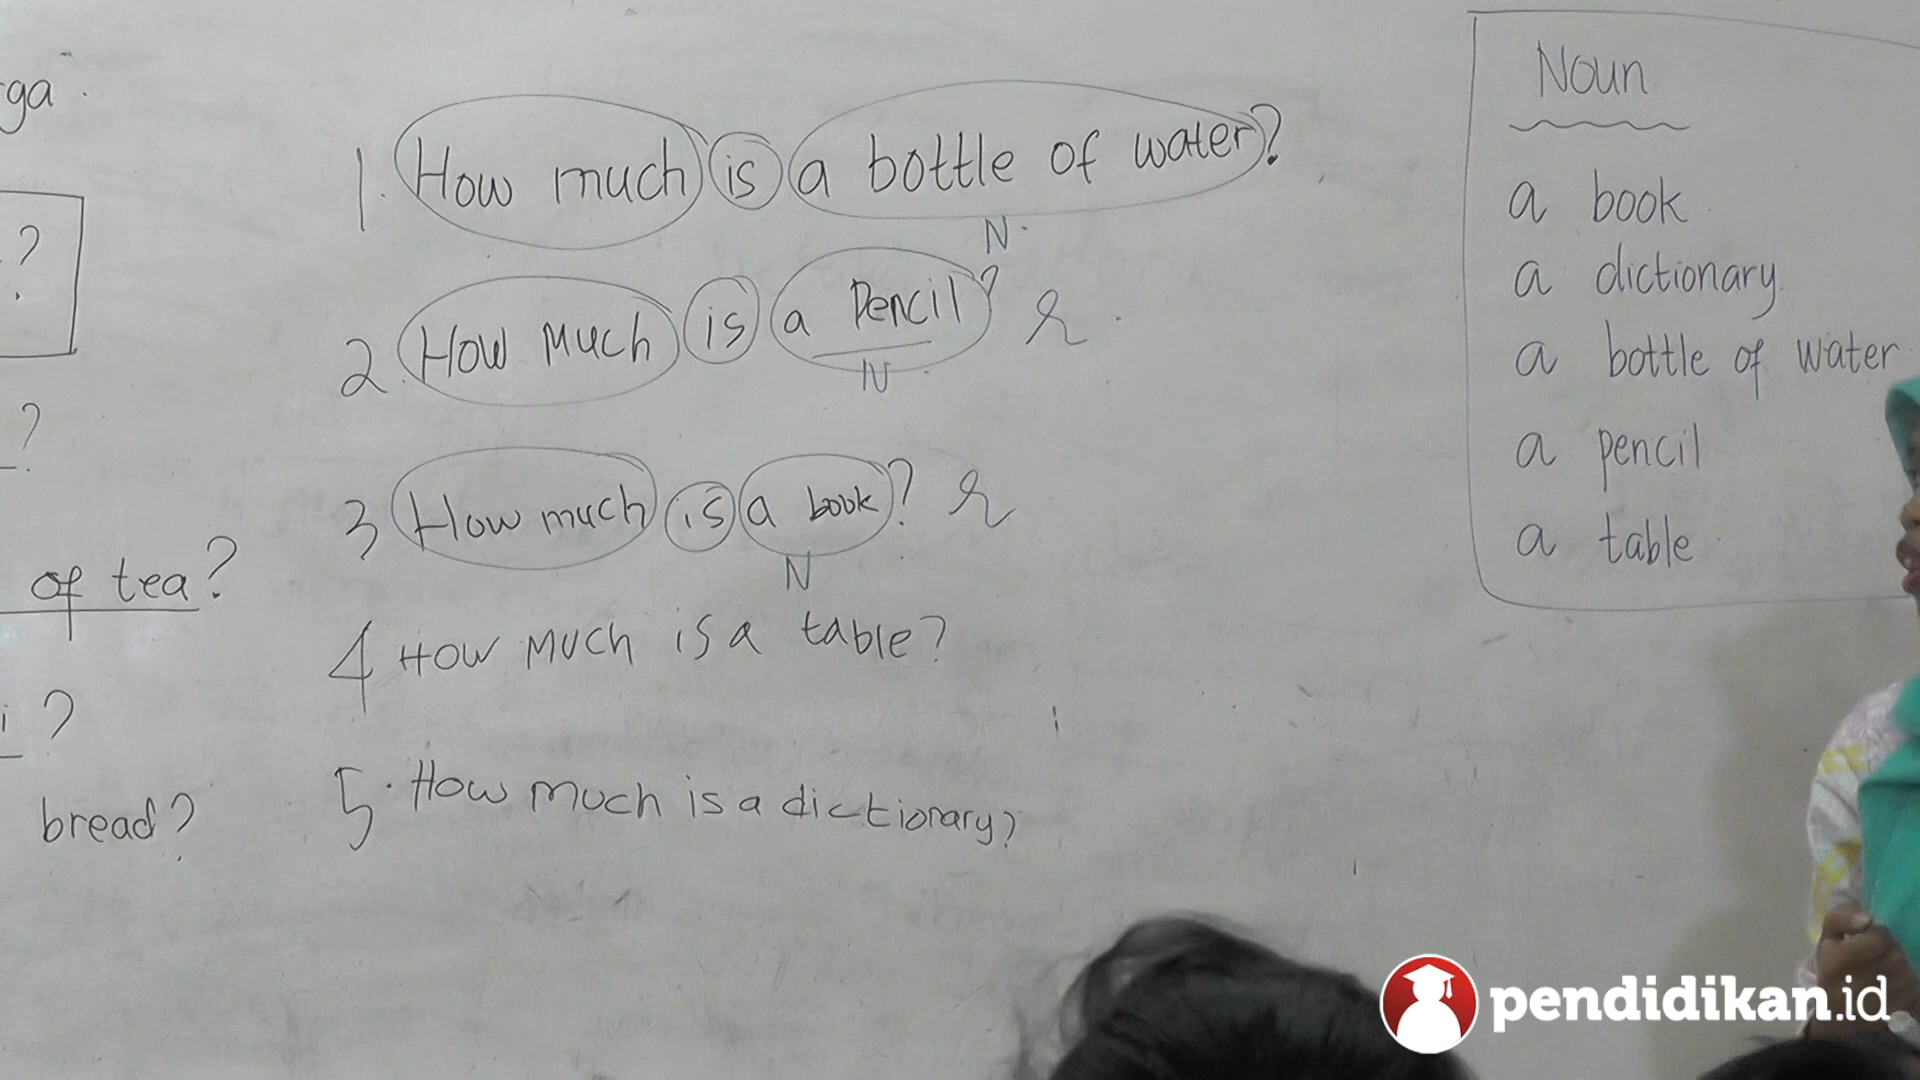 ga
?
?
of tea?
i?
bread?
1. How much is a bottle of water?
N
2. How Much is a Pencil?
N
3 How much is a book?
N
4 How Much is a table?
5. How much is a dictionary?
Noun
a book
a dictionary
a bottle of water
a pencil
a table
pendidikan.id